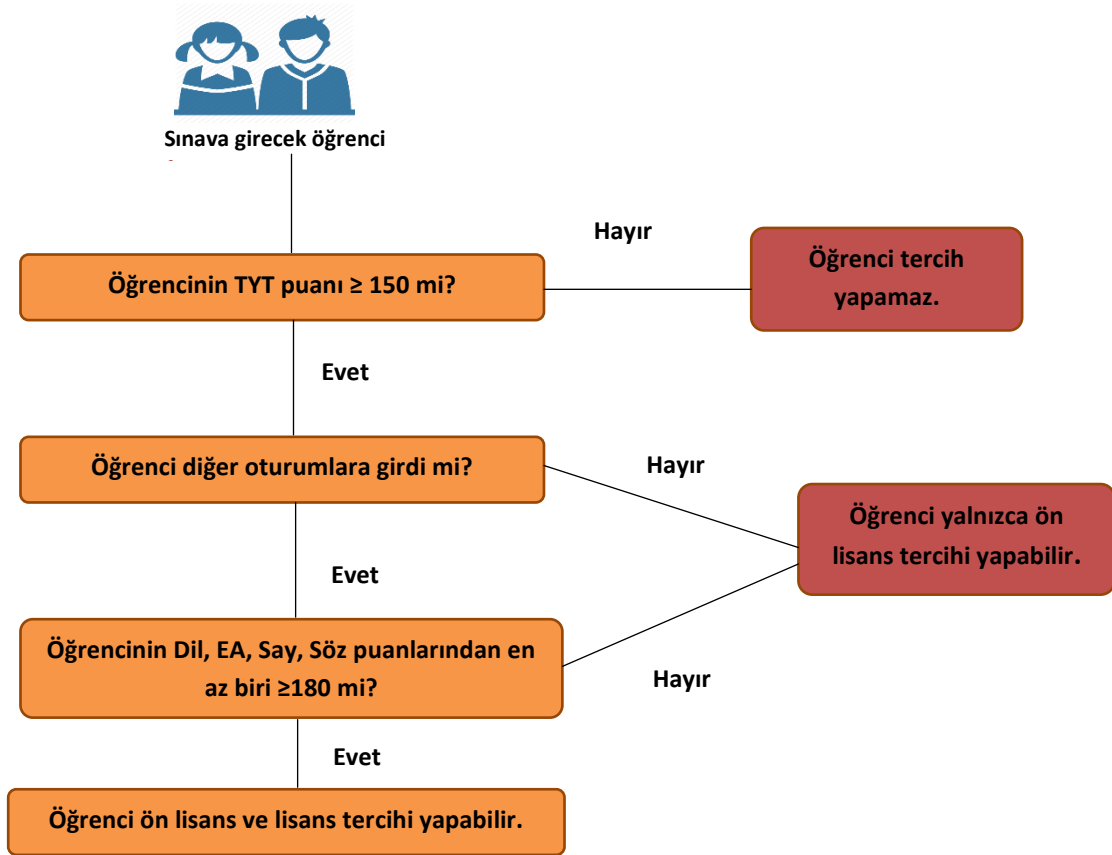 Sınava girecek öğrenci
Hayır
Öğrencinin TYT puanı ≥ 150 mi?
Öğrenci tercih
yapamaz.
Evet
Öğrenci diğer oturumlara girdi mi?
Hayır
Öğrenci yalnızca ön
lisans tercihi yapabilir.
Evet
Öğrencinin Dil, EA, Say, Söz puanlarından en
az biri ≥180 mi?
Hayır
Evet
Öğrenci ön lisans ve lisans tercihi yapabilir.